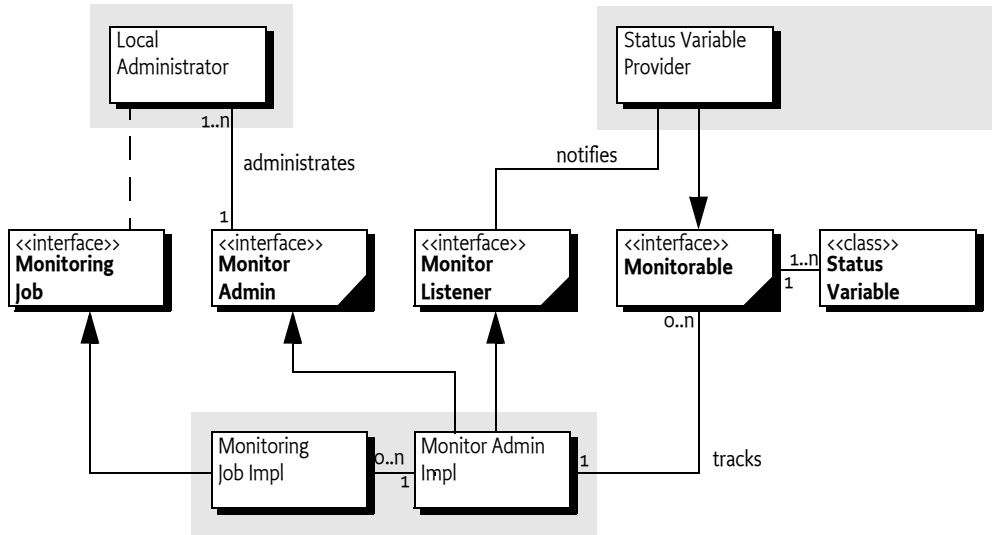 Local
Administrator
Status Variable
Provider
1..n
administrates
notifies
1
<<interface>>
Monitoring
Job
<<interface>>
Monitor
Admin
<<interface>>
Monitor
Listener
<<interface>>
Monitorable
1..n
1
<<class>>
Status
Variable
0..n
Monitoring
Job Impl
0..n
1
Monitor Admin
Impl
1
tracks